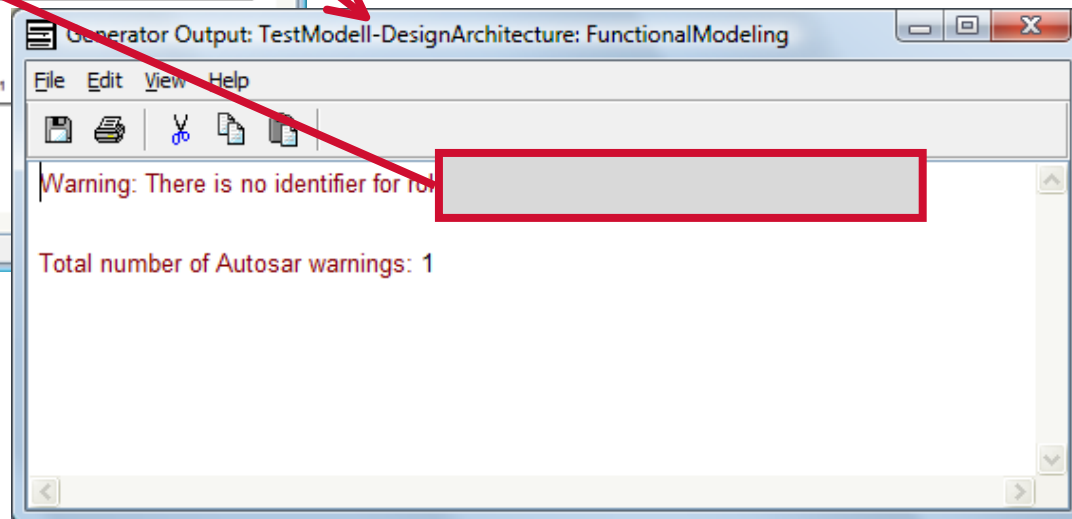 Generator Output: TestModell-DesignArchitecture: FunctionalModeling
File Edit View Help
Warning: There is no identifier for
Total number of Autosar warnings: 1